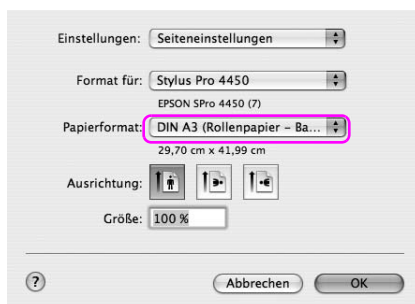 Einstellungen: Seiteneinstellungen
Format für: Stylus Pro 4450
EPSON SPro 4450 (7)
Papierformat: DIN A3 (Rollenpapier – Ba...
29,70 cm x 41,99 cm
Ausrichtung:
Größe: 100 %
? Abbrechen OK